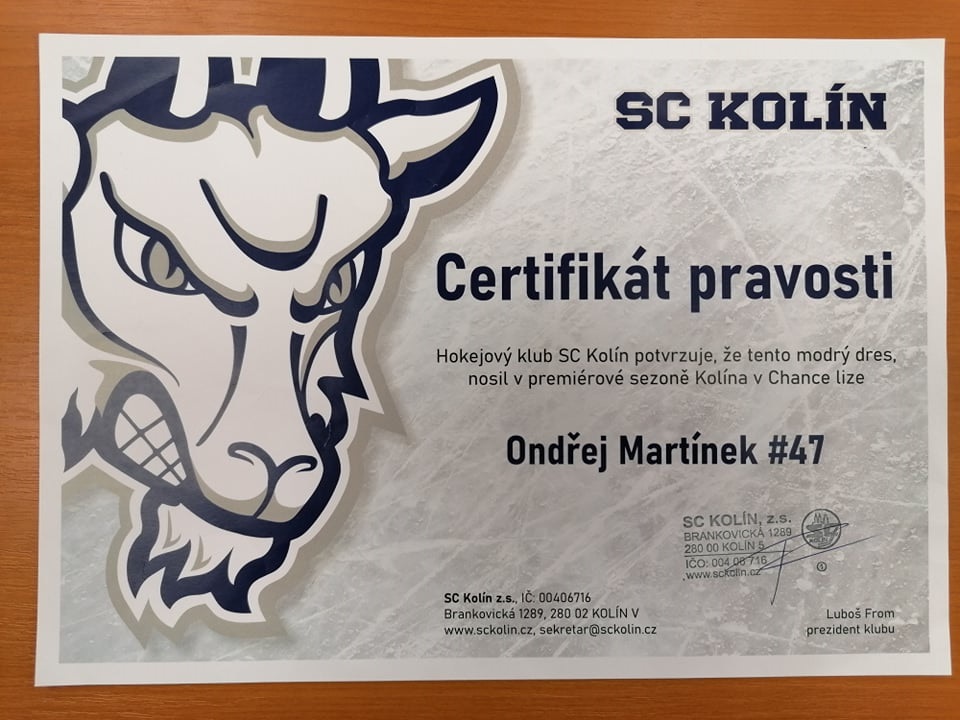 SC KOLÍN
Certifikát pravosti
Hokejový klub SC Kolín potvrzuje, že tento modrý dres,
nosil v premiérové sezoně Kolína v Chance lize
Ondřej Martínek #47
SC KOLÍN, z.s.
BRANKOVICKÁ 1289
280 00 KOLÍN 5
IČO: 004 06 716
www.sckolin.cz
SC Kolín z.s., IČ: 00406716
Brankovická 1289, 280 02 KOLÍN V
www.sckolin.cz, sekretar@sckolin.cz
Luboš From
prezident klubu